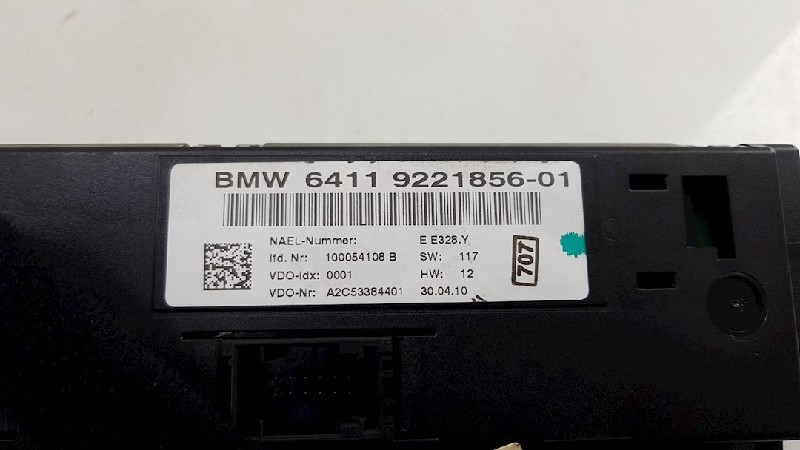 BMW 6411 9221856-01
NAEL-Nummer: E E328.Y
lfd. Nr: 100054108 B SW: 117
VDO-Idx: 0001 HW: 12
VDO-Nr: A2C53384401 30.04.10
707